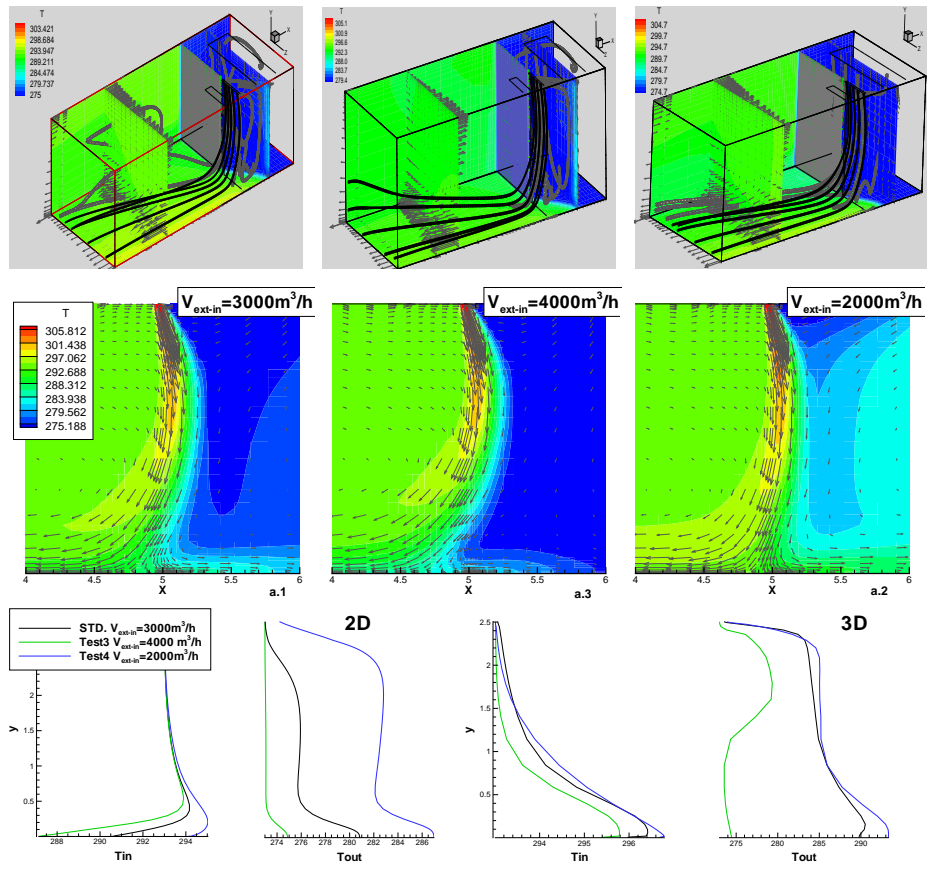 T
303.421
298.684
293.947
289.211
284.474
279.737
275
Y
X
Z
T
305.1
300.9
296.6
292.3
288.0
283.7
279.4
Y
X
Z
T
304.7
299.7
294.7
289.7
284.7
279.7
274.7
Y
X
Z
V_ext-in=3000m³/h
V_ext-in=4000m³/h
V_ext-in=2000m³/h
T
305.812
301.438
297.062
292.688
288.312
283.938
279.562
275.188
4 4.5 5 5.5 6
X
a.1
4 4.5 5 5.5 6
X
a.3
4 4.5 5 5.5 6
X
a.2
STD. V_ext-in=3000m³/h
Test3 V_ext-in=4000 m³/h
Test4 V_ext-in=2000m³/h
2D
3D
2
1.5
1
0.5
y
288 290 292 294
Tin
274 276 278 280 282 284 286
Tout
2.5
2
1.5
1
0.5
0
y
294 295 296
Tin
275 280 285 290
Tout